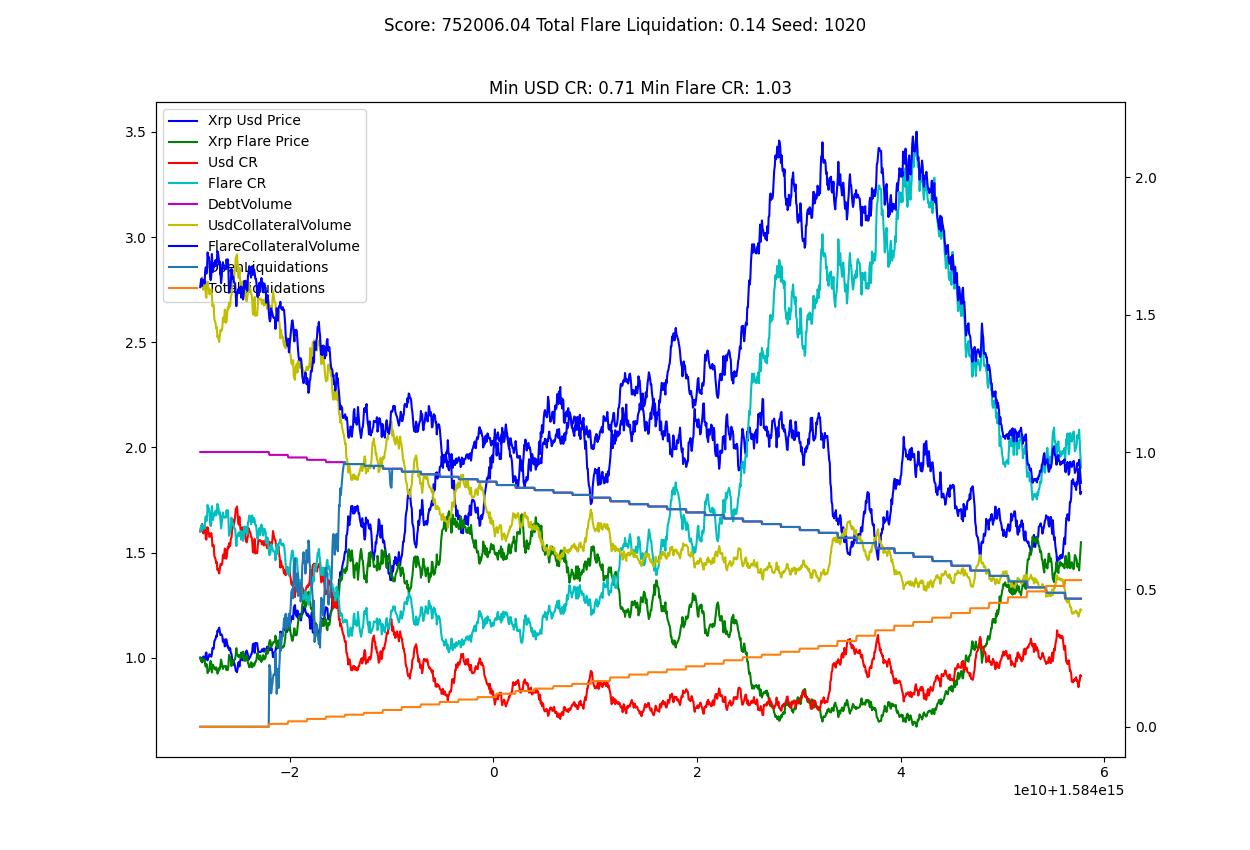 Score: 752006.04 Total Flare Liquidation: 0.14 Seed: 1020
Min USD CR: 0.71 Min Flare CR: 1.03
Xrp Usd Price
Xrp Flare Price
Usd CR
Flare CR
DebtVolume
UsdCollateralVolume
FlareCollateralVolume
OpenLiquidations
TotalLiquidations
3.5
3.0
2.5
2.0
1.5
1.0
2.0
1.5
1.0
0.5
0.0
−2
0
2
4
6
1e10+1.584e15